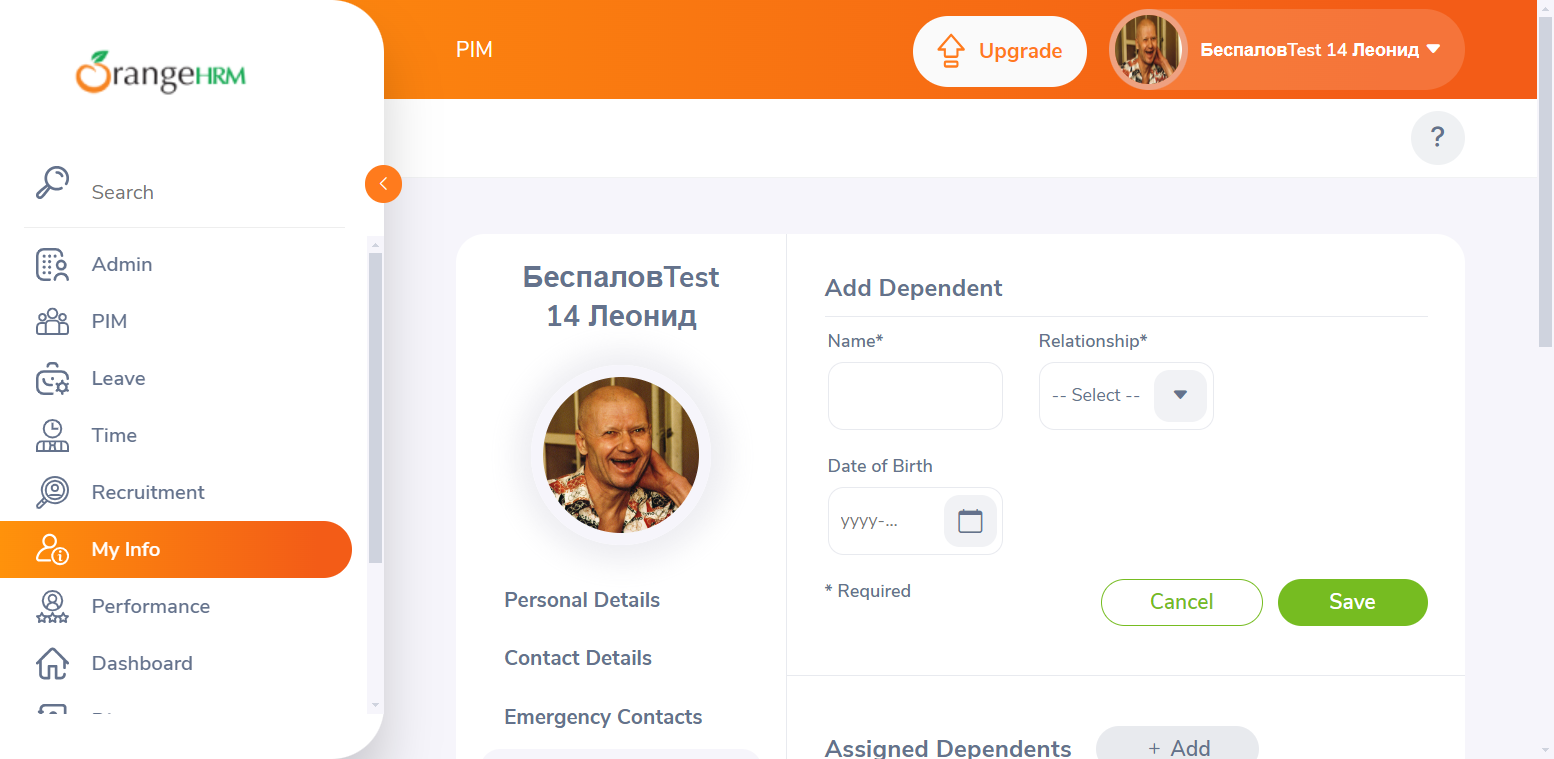 OrangeHRM
PIM
Upgrade
БеспаловTest 14 Леонид
?
Search
Admin
PIM
Leave
Time
Recruitment
My Info
Performance
Dashboard
БеспаловTest
14 Леонид
Personal Details
Contact Details
Emergency Contacts
Add Dependent
Name*
Relationship*
-- Select --
Date of Birth
yyyy-...
* Required
Cancel
Save
Assigned Dependents
+ Add